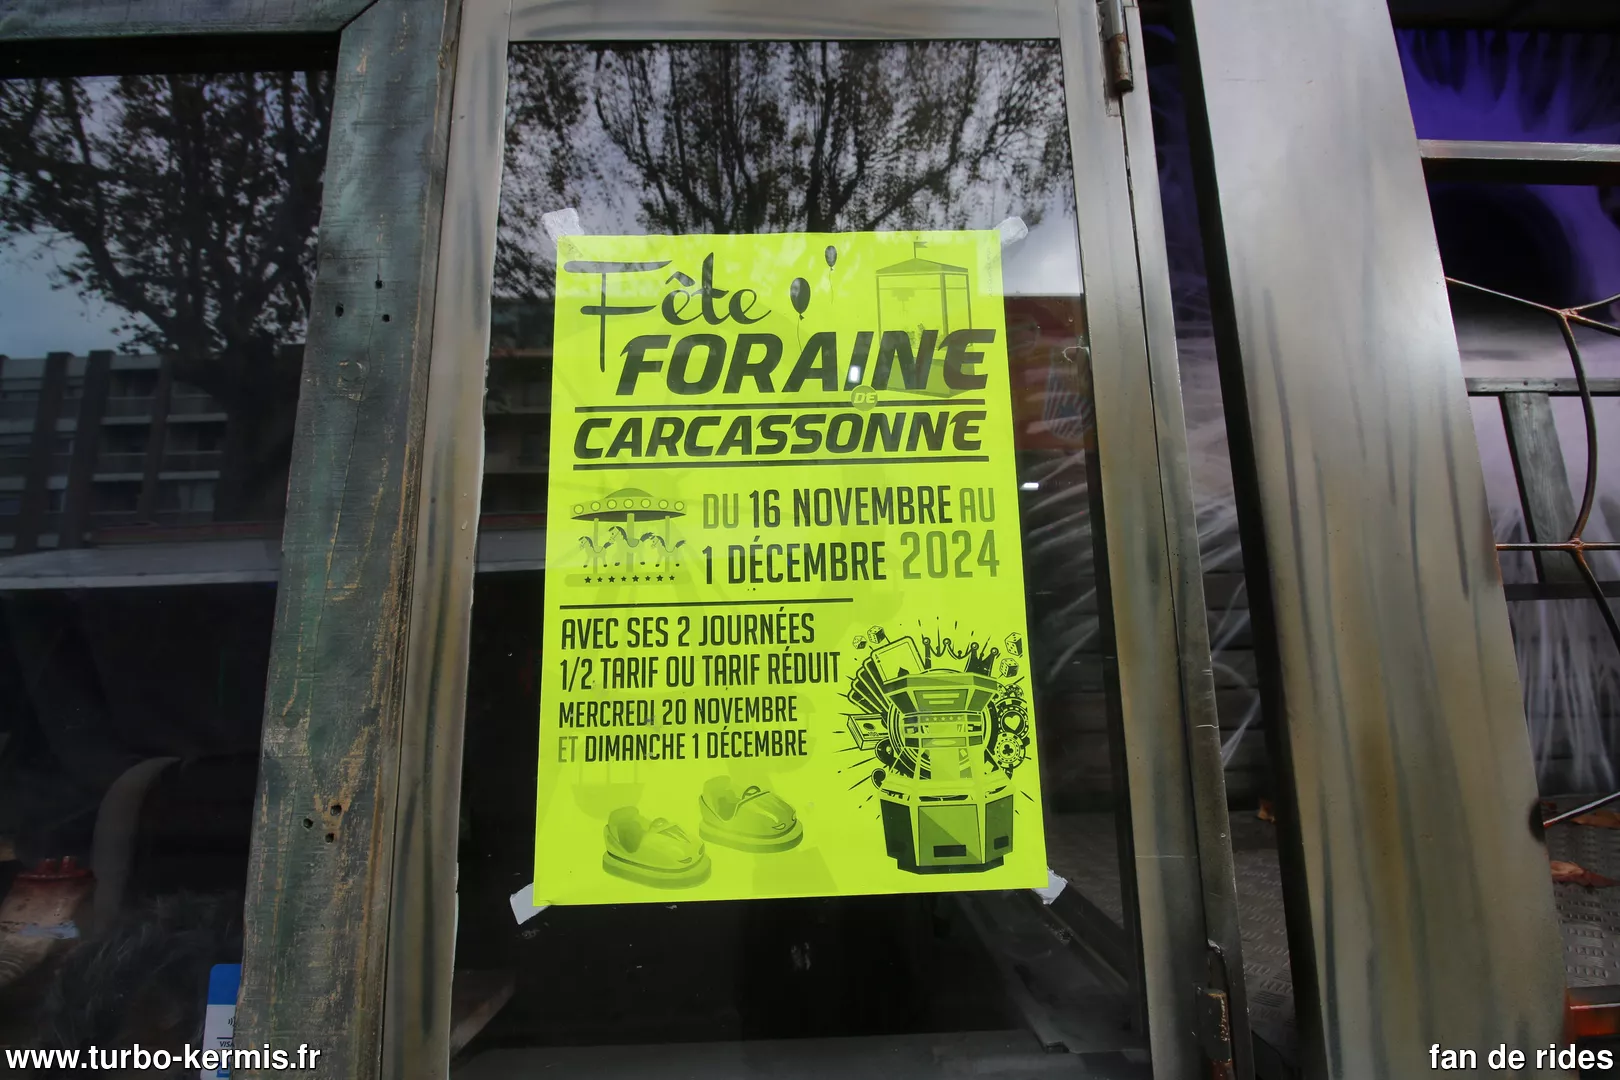 Fête
FORAINE
DE
CARCASSONNE
DU 16 NOVEMBRE AU
1 DÉCEMBRE 2024
AVEC SES 2 JOURNÉES
1/2 TARIF OU TARIF RÉDUIT
MERCREDI 20 NOVEMBRE
ET DIMANCHE 1 DÉCEMBRE
VISA
www.turbo-kermis.fr
fan de rides